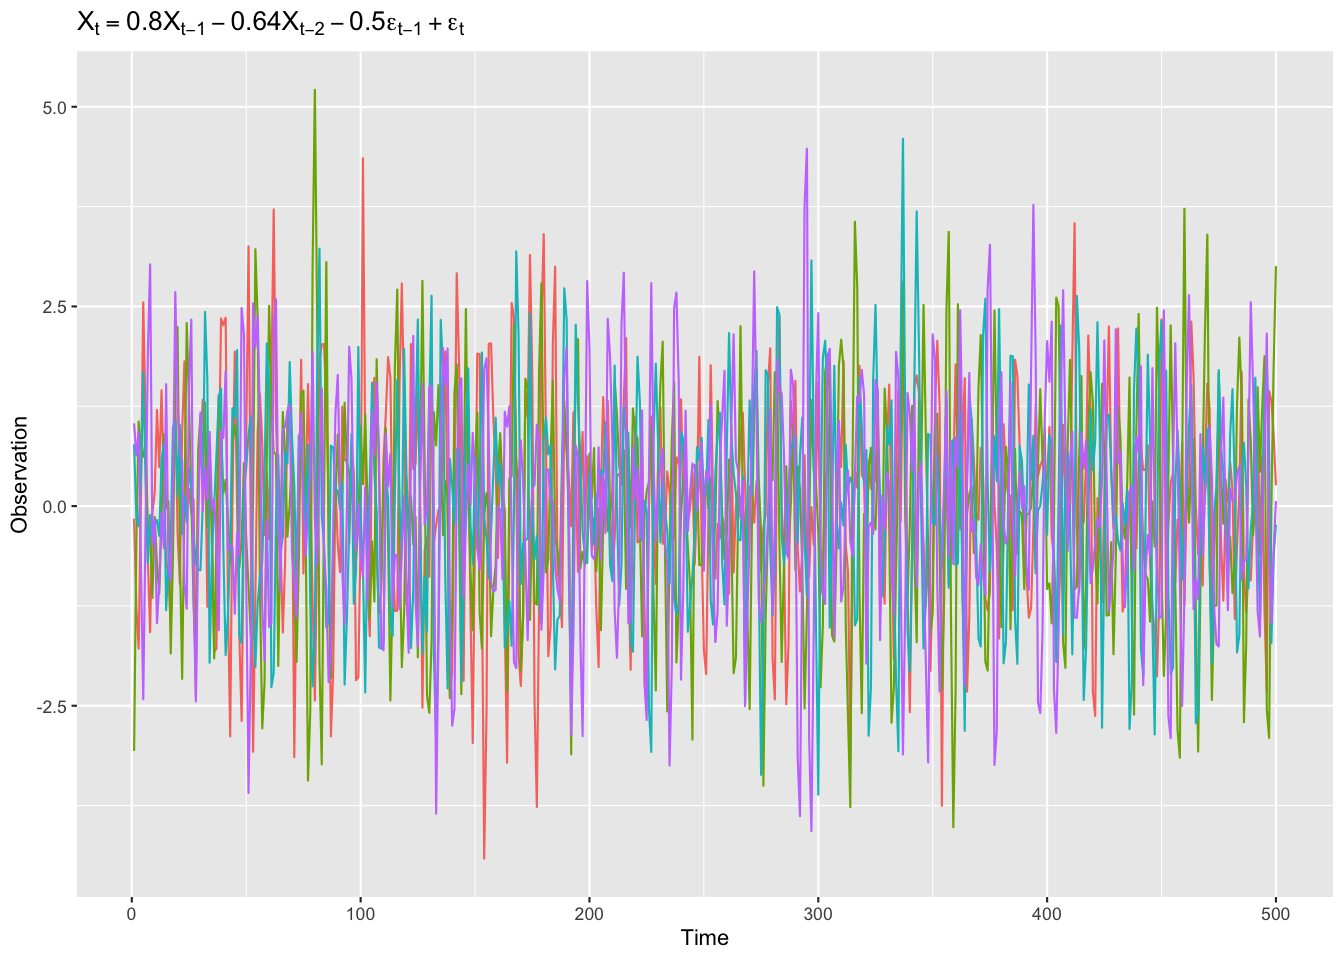 Xₜ = 0.8Xₜ₋₁ − 0.64Xₜ₋₂ − 0.5εₜ₋₁ + εₜ
5.0
2.5
0.0
-2.5
Observation
0 100 200 300 400 500
Time